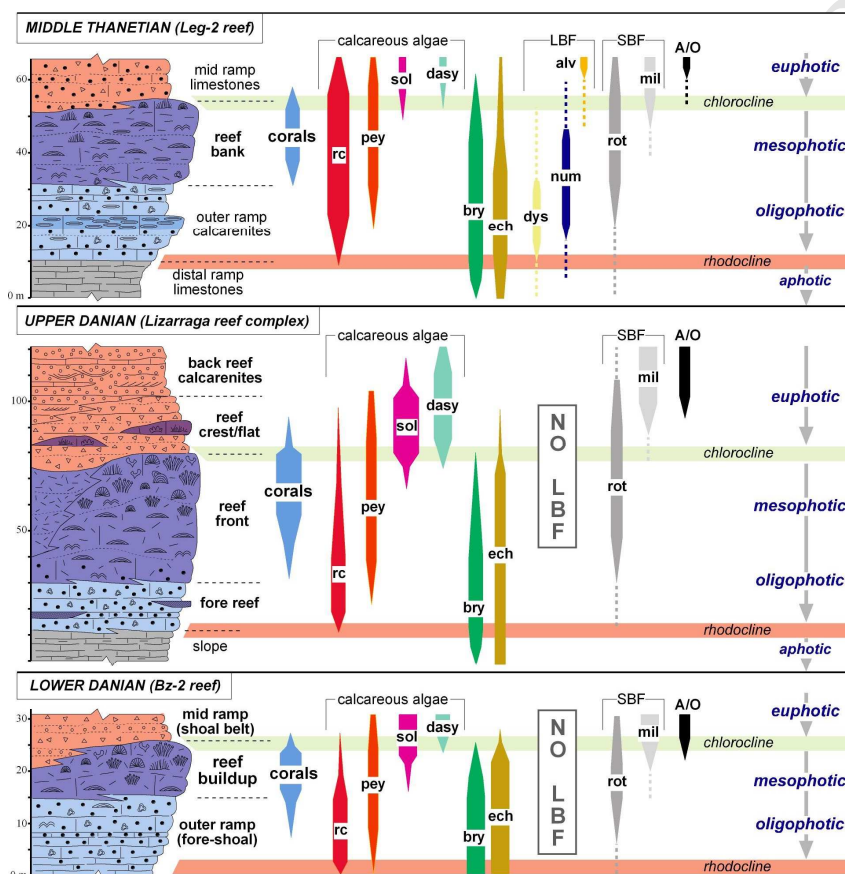 MIDDLE THANETIAN (Leg-2 reef)
calcareous algae
LBF
SBF
A/O
sol
dasy
alv
mil
euphotic
60
mid ramp
limestones
chlorocline
corals
reef
bank
rc
pey
rot
mesophotic
40
num
outer ramp
calcarenites
bry
ech
dys
oligophotic
20
rhodocline
distal ramp
limestones
aphotic
0 m
UPPER DANIAN (Lizarraga reef complex)
calcareous algae
SBF
A/O
mil
back reef
calcarenites
euphotic
100
dasy
sol
reef
crest/flat
NO LBF
chlorocline
corals
rot
reef
front
pey
mesophotic
50
ech
rc
oligophotic
fore reef
bry
rhodocline
slope
aphotic
LOWER DANIAN (Bz-2 reef)
calcareous algae
SBF
A/O
30
mid ramp
(shoal belt)
sol
dasy
mil
euphotic
NO LBF
chlorocline
reef
buildup
corals
pey
rot
mesophotic
20
outer ramp
(fore-shoal)
rc
bry
ech
oligophotic
10
rhodocline
0 m